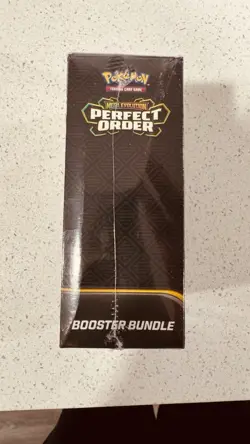 Pokémon
TRADING CARD GAME
MEGA EVOLUTION
PERFECT
ORDER
BOOSTER BUNDLE